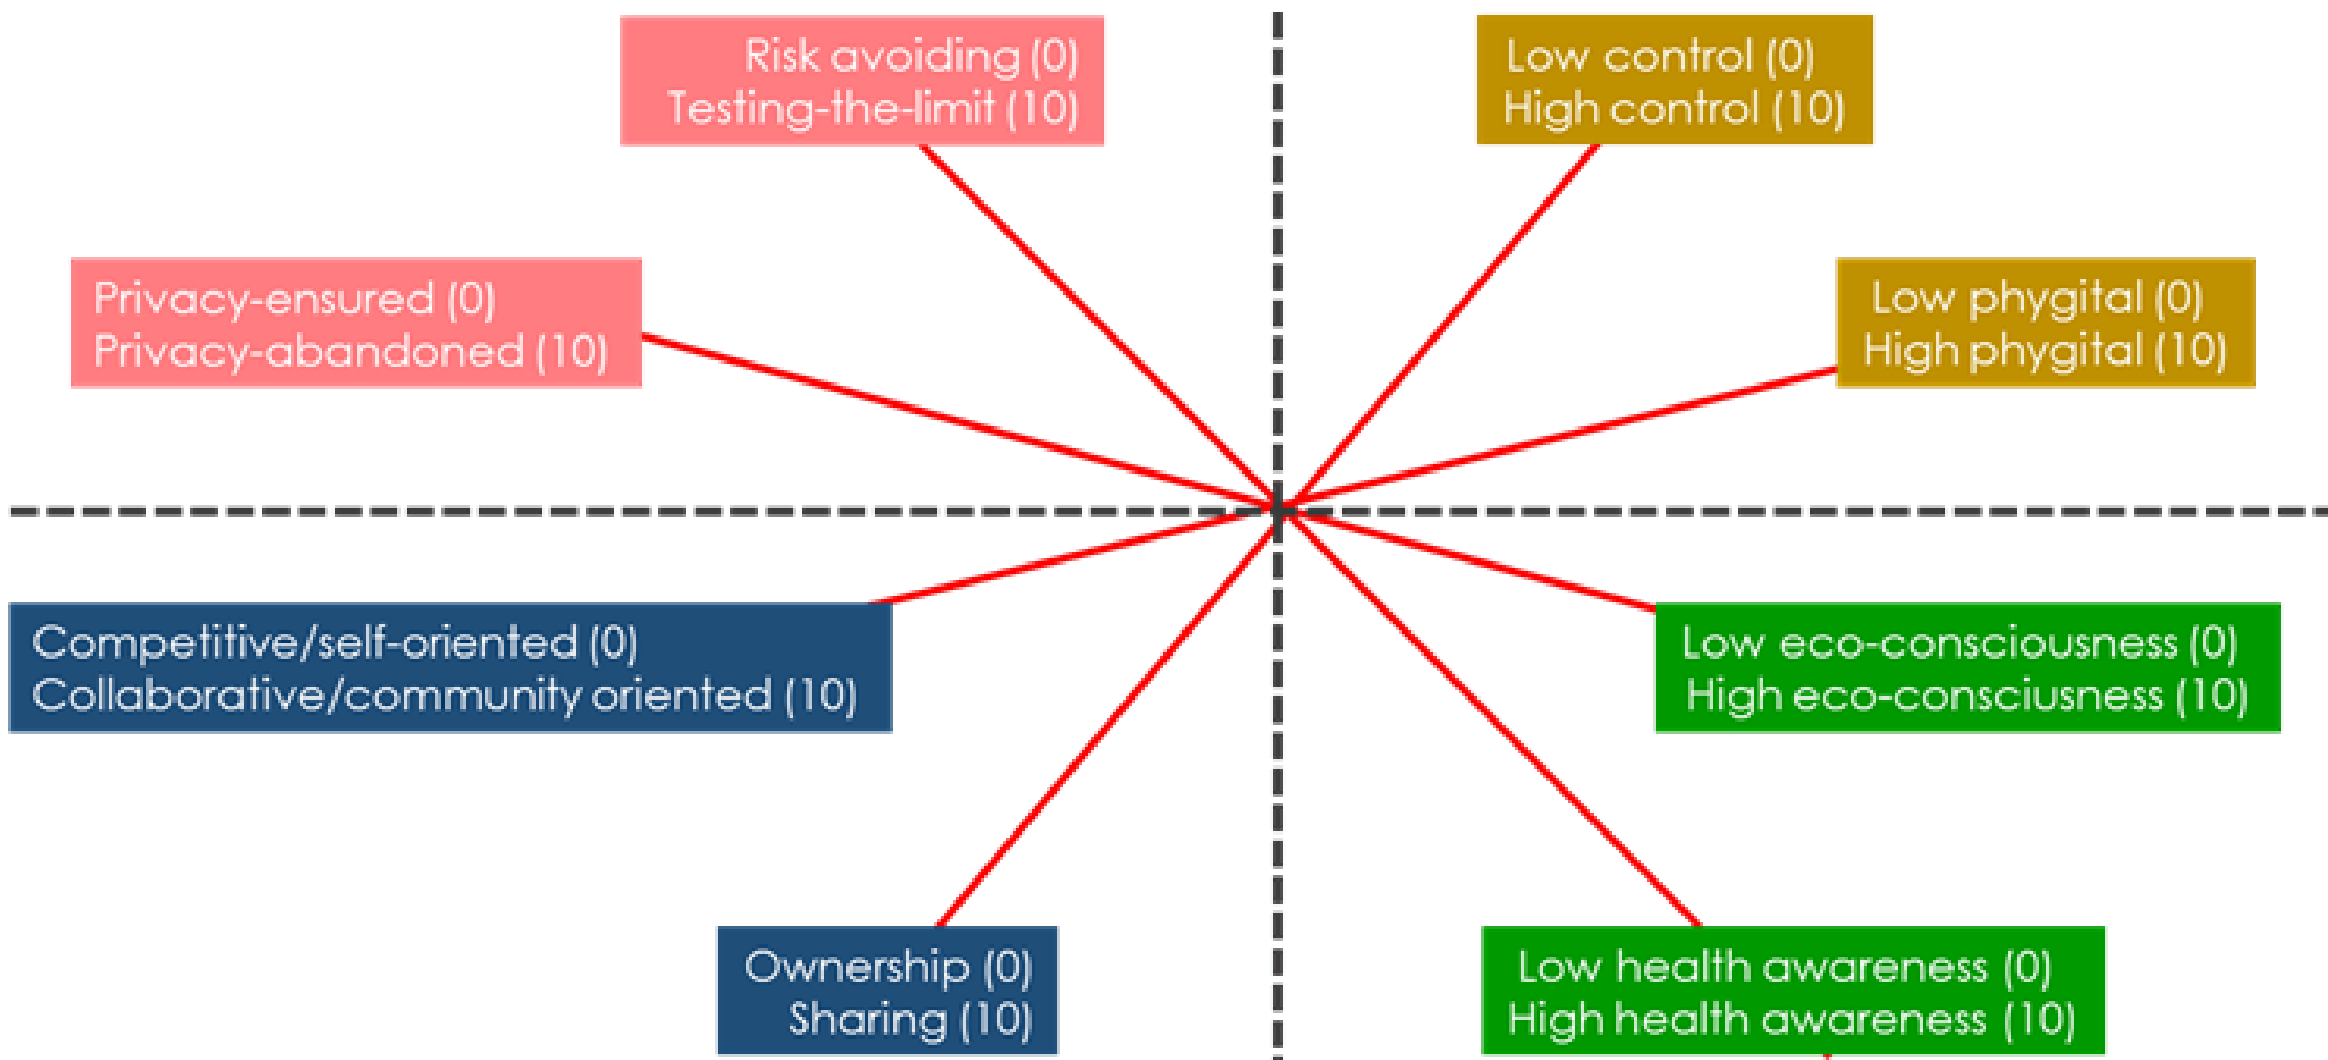 Risk avoiding (0)
Testing-the-limit (10)
Low control (0)
High control (10)
Privacy-ensured (0)
Privacy-abandoned (10)
Low phygital (0)
High phygital (10)
Competitive/self-oriented (0)
Collaborative/community oriented (10)
Low eco-consciousness (0)
High eco-consciusness (10)
Ownership (0)
Sharing (10)
Low health awareness (0)
High health awareness (10)